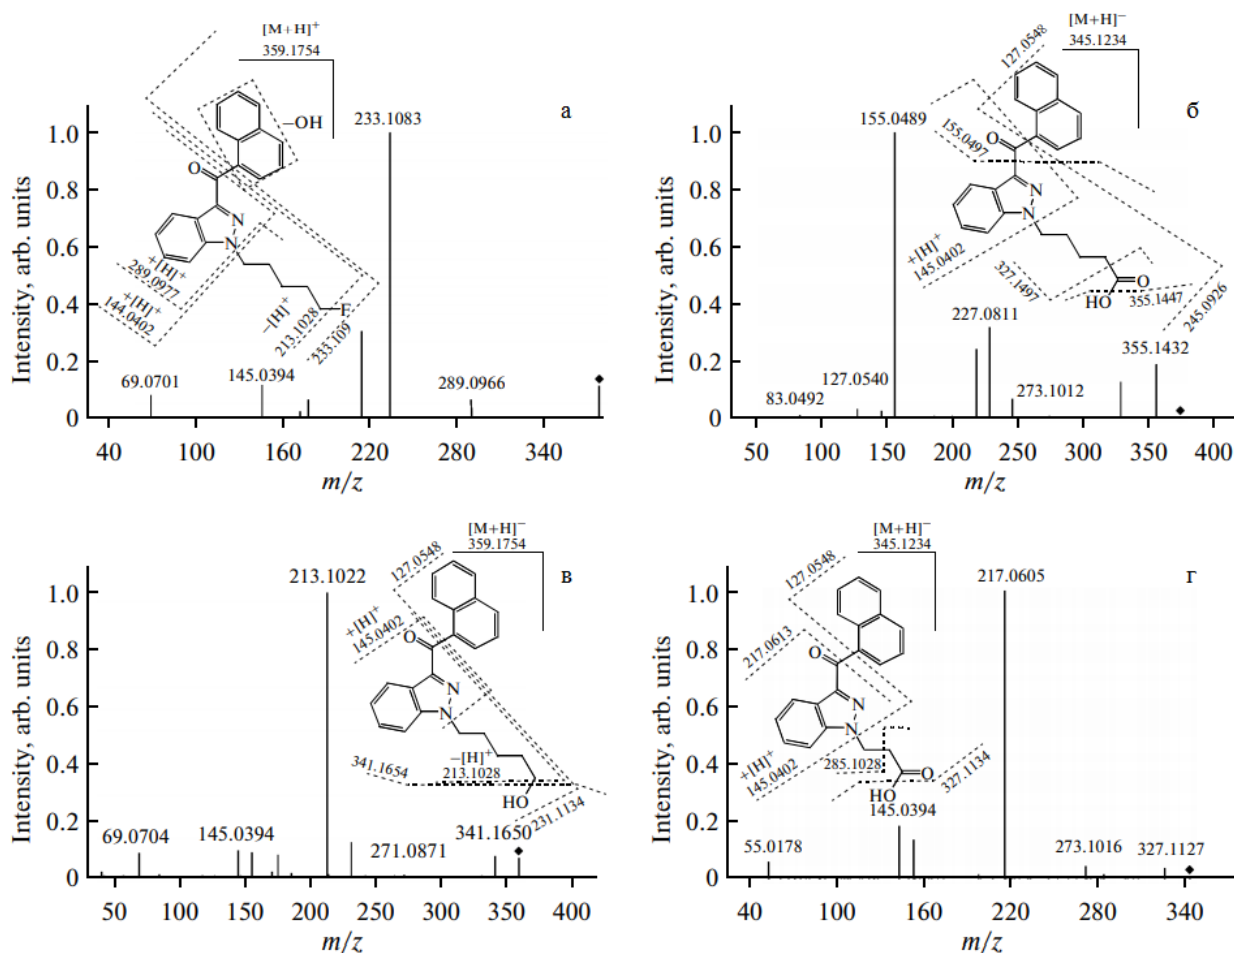 [M+H]⁺
359.1754
а
–OH
233.1083
O
N
N
F
+[H]⁺
289.0977
+[H]⁺
144.0402
–[H]⁺
213.1028
233.109
69.0701
145.0394
289.0966
Intensity, arb. units
1.0
0.8
0.6
0.4
0.2
0
40
100
160
220
280
340
m/z
[M+H]⁻
345.1234
б
127.0548
155.0489
155.0497
O
N
N
+[H]⁺
145.0402
327.1497
O
HO
355.1447
245.0926
227.0811
83.0492
127.0540
273.1012
355.1432
Intensity, arb. units
1.0
0.8
0.6
0.4
0.2
0
50
100
150
200
250
300
350
400
m/z
[M+H]⁻
359.1754
в
127.0548
213.1022
+[H]⁺
145.0402
O
N
N
–[H]⁺
213.1028
341.1654
HO
231.1134
69.0704
145.0394
271.0871
341.1650
Intensity, arb. units
1.0
0.8
0.6
0.4
0.2
0
50
100
150
200
250
300
350
400
m/z
[M+H]⁻
345.1234
г
127.0548
217.0605
217.0613
O
N
N
+[H]⁺
145.0402
285.1028
O
HO
327.1134
145.0394
55.0178
273.1016
327.1127
Intensity, arb. units
1.0
0.8
0.6
0.4
0.2
0
40
100
160
220
280
340
m/z